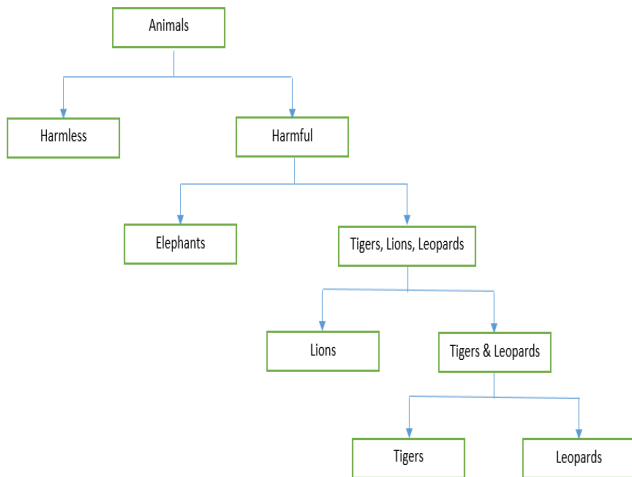 Animals
Harmless
Harmful
Elephants
Tigers, Lions, Leopards
Lions
Tigers & Leopards
Tigers
Leopards